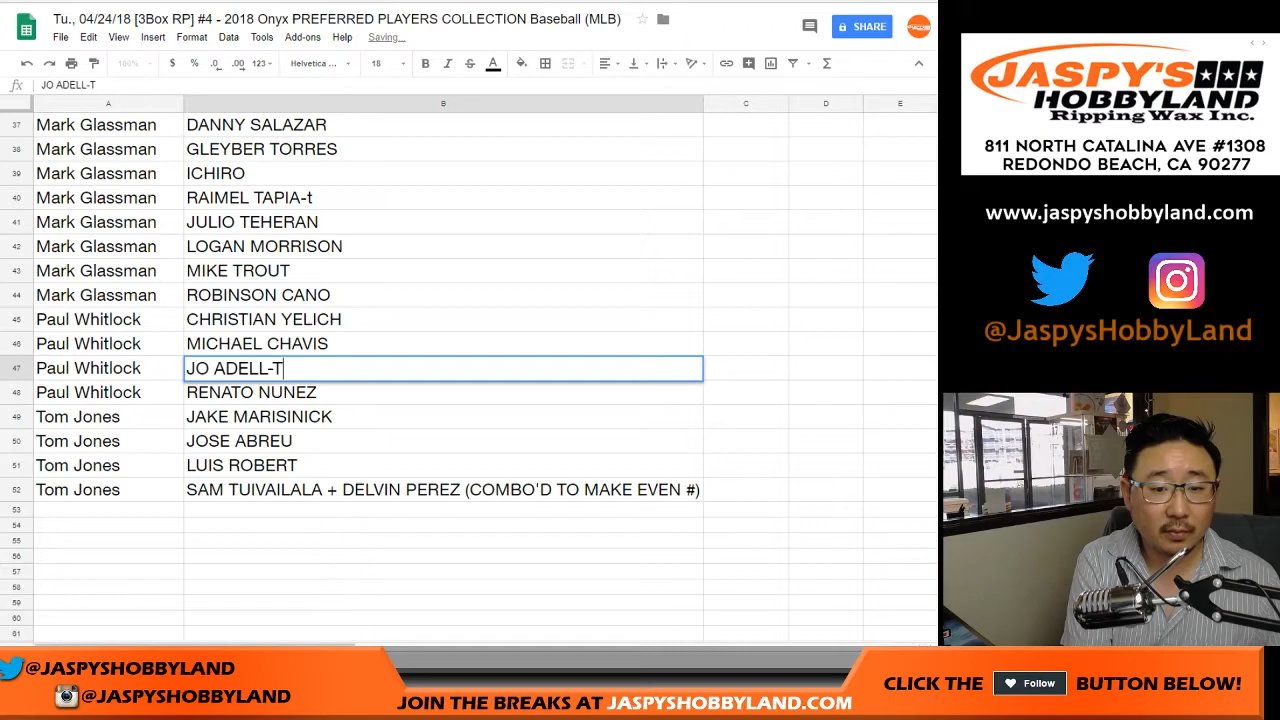 Tu., 04/24/18 [3Box RP] #4 - 2018 Onyx PREFERRED PLAYERS COLLECTION Baseball (MLB)
SHARE
File Edit View Insert Format Data Tools Add-ons Help Saving...
100% $ % .0 .00 123 Helvetica ... 18 B I S A
fx JO ADELL-T
A B C D E
37 Mark Glassman DANNY SALAZAR
38 Mark Glassman GLEYBER TORRES
39 Mark Glassman ICHIRO
40 Mark Glassman RAIMEL TAPIA-t
41 Mark Glassman JULIO TEHERAN
42 Mark Glassman LOGAN MORRISON
43 Mark Glassman MIKE TROUT
44 Mark Glassman ROBINSON CANO
45 Paul Whitlock CHRISTIAN YELICH
46 Paul Whitlock MICHAEL CHAVIS
47 Paul Whitlock JO ADELL-T
48 Paul Whitlock RENATO NUNEZ
49 Tom Jones JAKE MARISINICK
50 Tom Jones JOSE ABREU
51 Tom Jones LUIS ROBERT
52 Tom Jones SAM TUIVAILALA + DELVIN PEREZ (COMBO'D TO MAKE EVEN #)
53
54
55
56
57
58
59
60
61
JASPY'S
HOBBYLAND
Ripping Wax Inc.
811 NORTH CATALINA AVE #1308
REDONDO BEACH, CA 90277
www.jaspyshobbyland.com
@JaspysHobbyLand
@JASPYSHOBBYLAND
@JASPYSHOBBYLAND
JOIN THE BREAKS AT JASPYSHOBBYLAND.COM
CLICK THE Follow BUTTON BELOW!